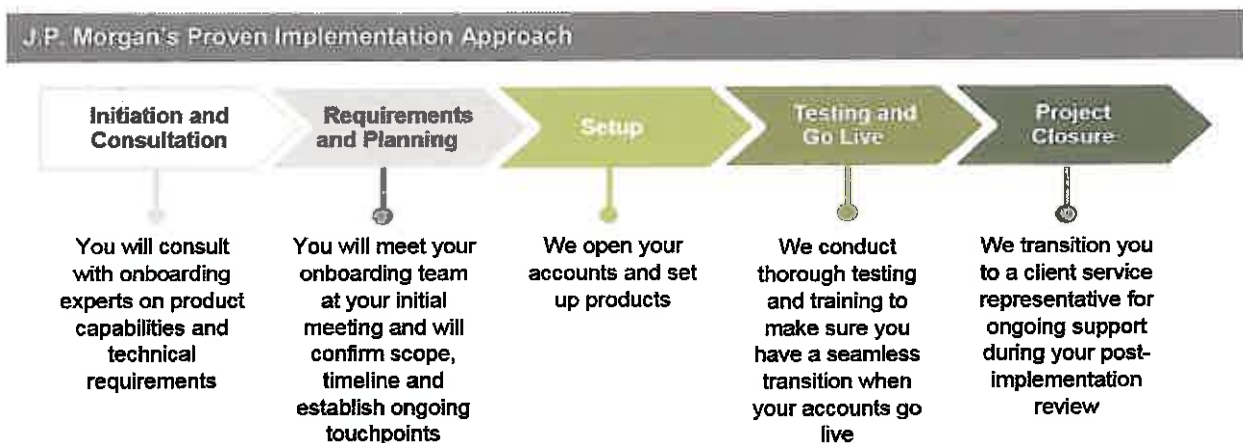 J.P. Morgan's Proven Implementation Approach
Initiation and
Consultation
Requirements
and Planning
Setup
Testing and
Go Live
Project
Closure
You will consult
with onboarding
experts on product
capabilities and
technical
requirements
You will meet your
onboarding team
at your initial
meeting and will
confirm scope,
timeline and
establish ongoing
touchpoints
We open your
accounts and set
up products
We conduct
thorough testing
and training to
make sure you
have a seamless
transition when
your accounts go
live
We transition you
to a client service
representative for
ongoing support
during your post-
implementation
review